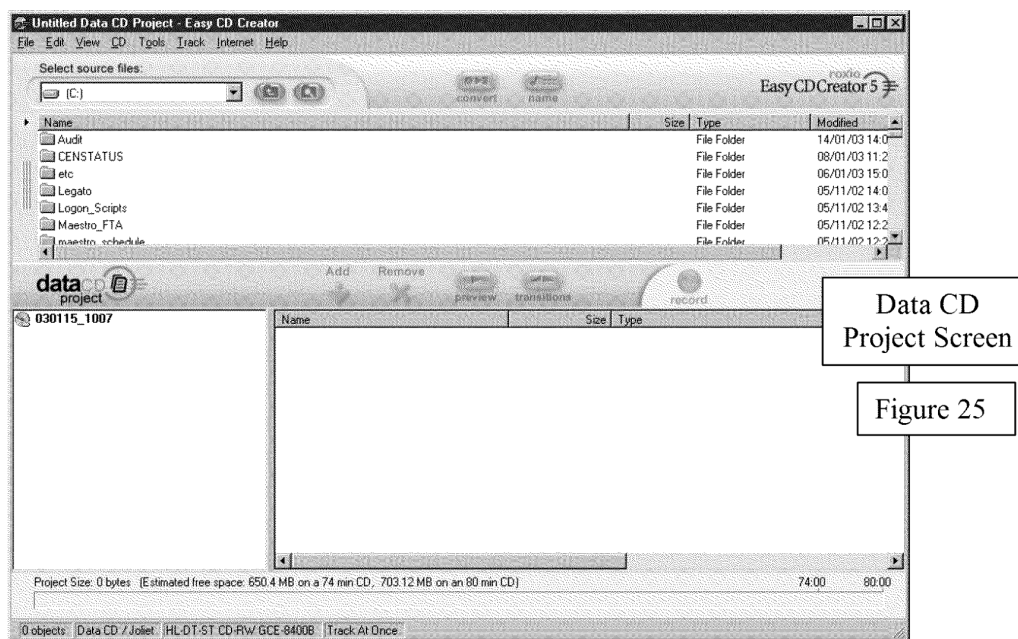 Untitled Data CD Project - Easy CD Creator
File Edit View CD Tools Track Internet Help
Select source files:
(C:)
convert name
roxio
Easy CD Creator 5
Name Size Type Modified
Audit File Folder 14/01/03 14:0
CENSTATUS File Folder 08/01/03 11:2
etc File Folder 06/01/03 15:0
Legato File Folder 05/11/02 14:0
Logon_Scripts File Folder 05/11/02 13:4
Maestro_FTA File Folder 05/11/02 12:2
maestro_schedule File Folder 05/11/02 12:2
data CD project
Add Remove preview transitions record
030115_1007
Name Size Type
Data CD
Project Screen
Figure 25
Project Size: 0 bytes (Estimated free space: 650.4 MB on a 74 min CD, 703.12 MB on an 80 min CD) 74:00 80:00
0 objects Data CD / Joliet HL-DT-ST CD-RW GCE-8400B Track At Once